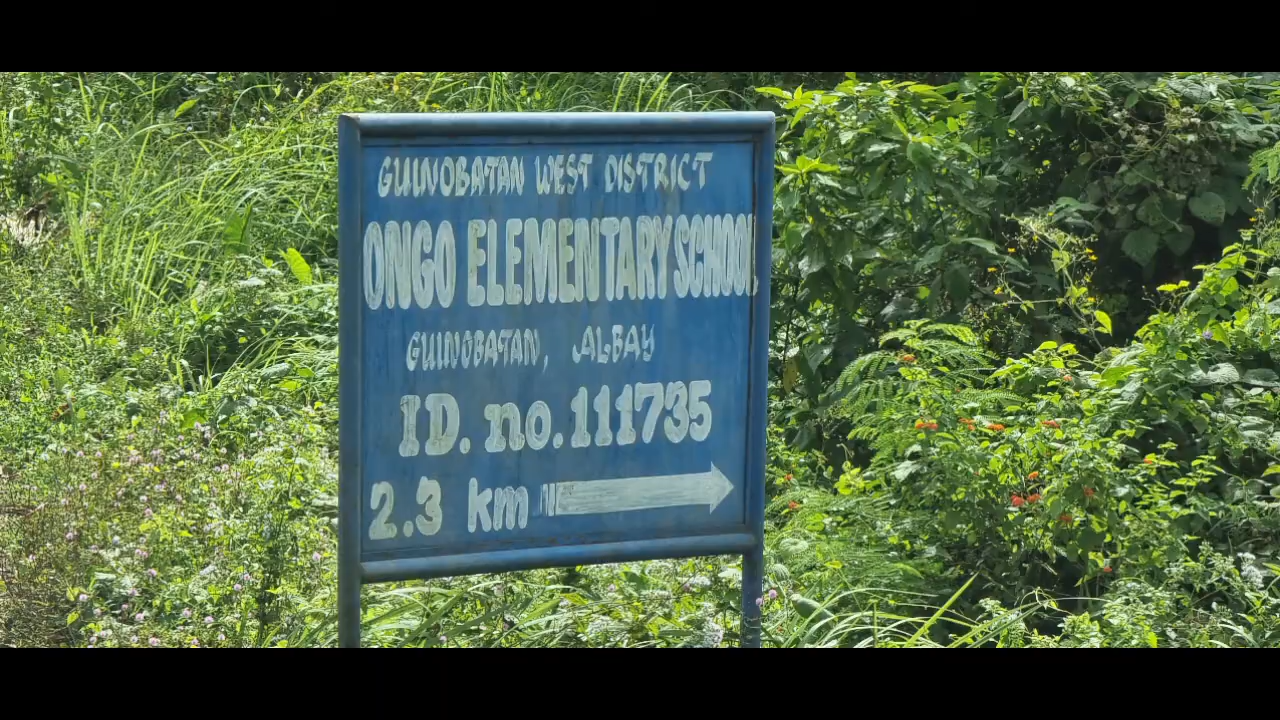 GUINOBATAN WEST DISTRICT
ONGO ELEMENTARY SCHOOL
GUINOBATAN, ALBAY
ID. no. 111735
2.3 km